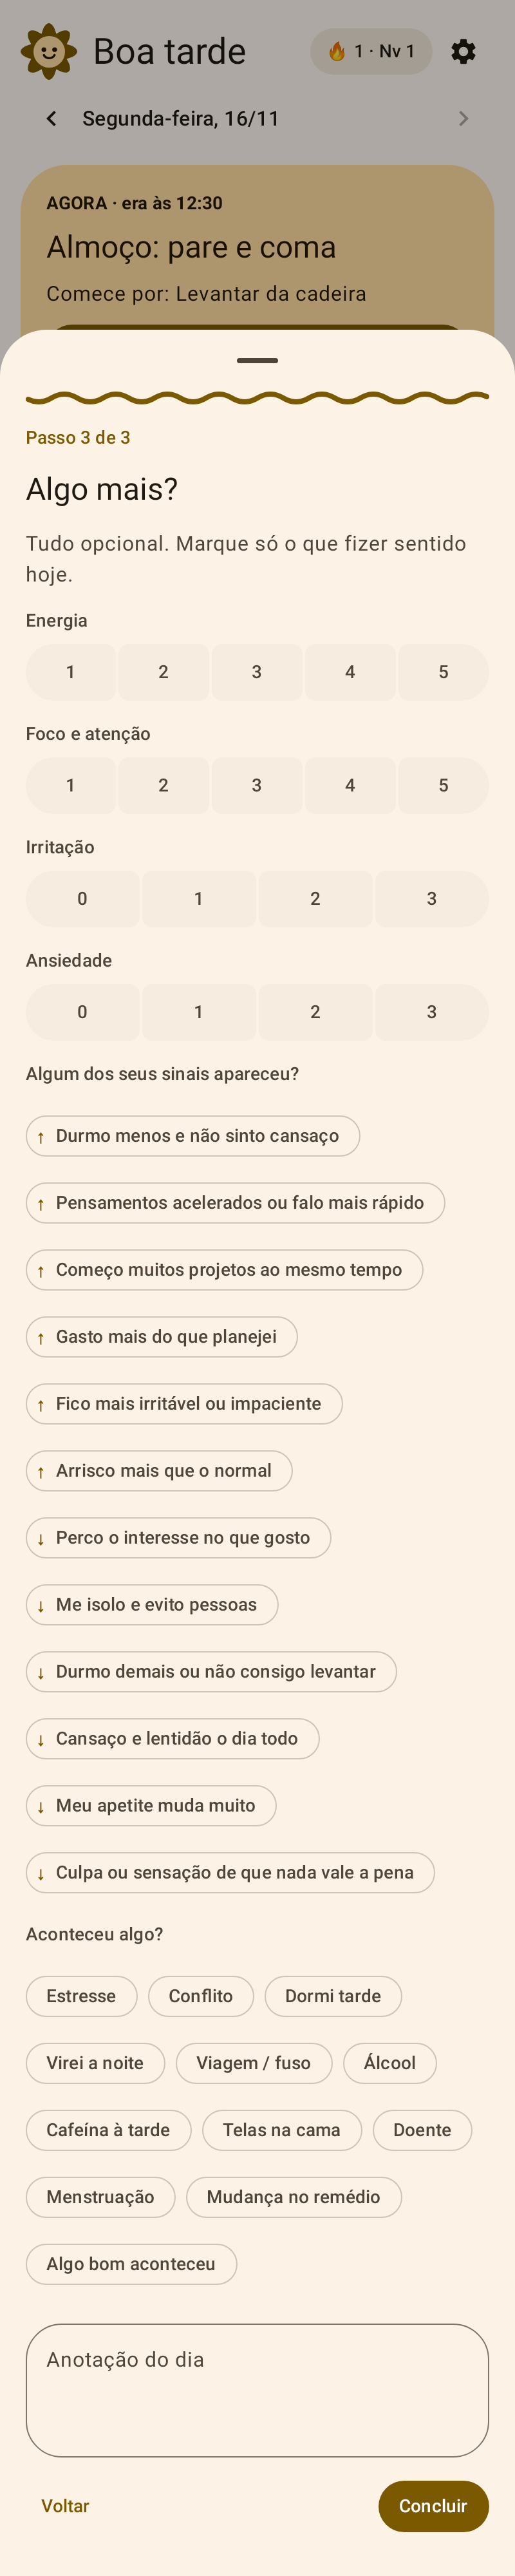 Boa tarde
1 · Nv 1
Segunda-feira, 16/11
AGORA · era às 12:30
Almoço: pare e coma
Comece por: Levantar da cadeira
Passo 3 de 3
Algo mais?
Tudo opcional. Marque só o que fizer sentido
hoje.
Energia
1 2 3 4 5
Foco e atenção
1 2 3 4 5
Irritação
0 1 2 3
Ansiedade
0 1 2 3
Algum dos seus sinais apareceu?
↑ Durmo menos e não sinto cansaço
↑ Pensamentos acelerados ou falo mais rápido
↑ Começo muitos projetos ao mesmo tempo
↑ Gasto mais do que planejei
↑ Fico mais irritável ou impaciente
↑ Arrisco mais que o normal
↓ Perco o interesse no que gosto
↓ Me isolo e evito pessoas
↓ Durmo demais ou não consigo levantar
↓ Cansaço e lentidão o dia todo
↓ Meu apetite muda muito
↓ Culpa ou sensação de que nada vale a pena
Aconteceu algo?
Estresse Conflito Dormi tarde
Virei a noite Viagem / fuso Álcool
Cafeína à tarde Telas na cama Doente
Menstruação Mudança no remédio
Algo bom aconteceu
Anotação do dia
Voltar Concluir